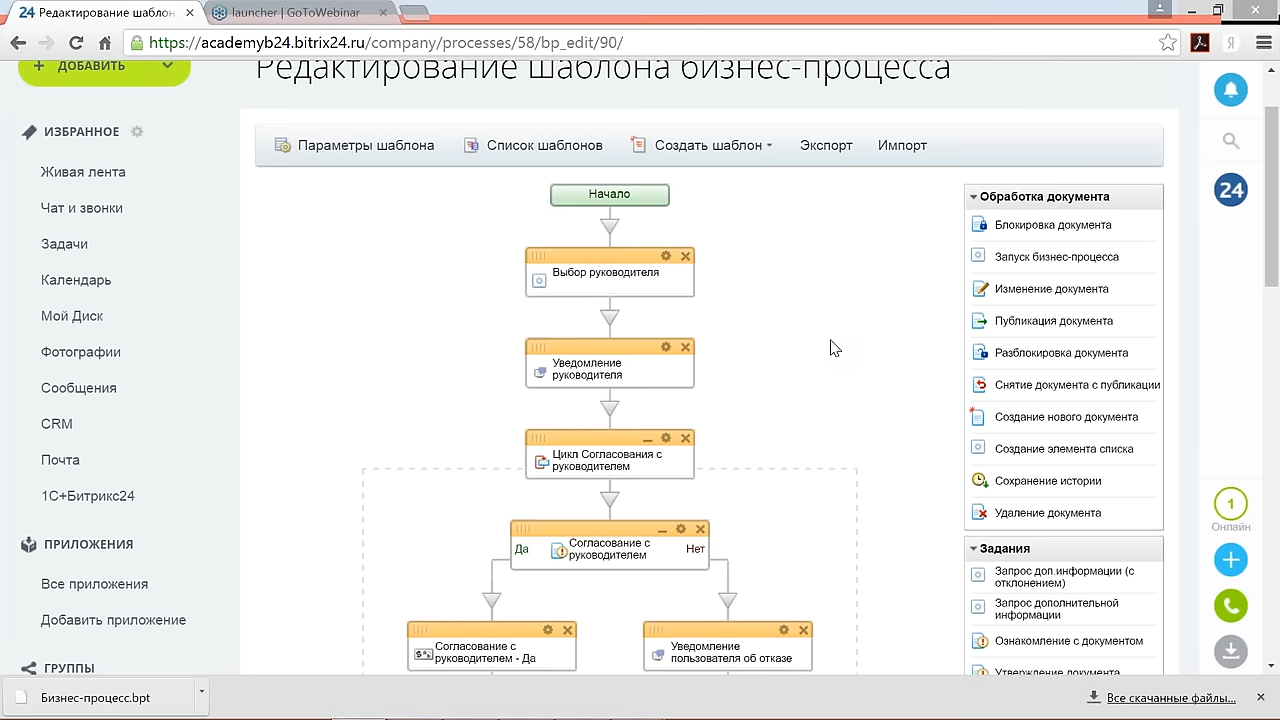 24 Редактирование шаблон
launcher | GoToWebinar
https://academyb24.bitrix24.ru/company/processes/58/bp_edit/90/
Я
+ ДОБАВИТЬ
Редактирование шаблона бизнес-процесса
ИЗБРАННОЕ
Живая лента
Чат и звонки
Задачи
Календарь
Мой Диск
Фотографии
Сообщения
CRM
Почта
1С+Битрикс24
ПРИЛОЖЕНИЯ
Все приложения
Добавить приложение
ГРУППЫ
Параметры шаблона
Список шаблонов
Создать шаблон
Экспорт
Импорт
Начало
Выбор руководителя
Уведомление
руководителя
Цикл Согласования с
руководителем
Да
Согласование с
руководителем
Нет
Согласование с
руководителем - Да
Уведомление
пользователя об отказе
Обработка документа
Блокировка документа
Запуск бизнес-процесса
Изменение документа
Публикация документа
Разблокировка документа
Снятие документа с публикации
Создание нового документа
Создание элемента списка
Сохранение истории
Удаление документа
Задания
Запрос доп.информации (с
отклонением)
Запрос дополнительной
информации
Ознакомление с документом
Утверждение документа
24
1
Онлайн
Бизнес-процесс.bpt
Все скачанные файлы...